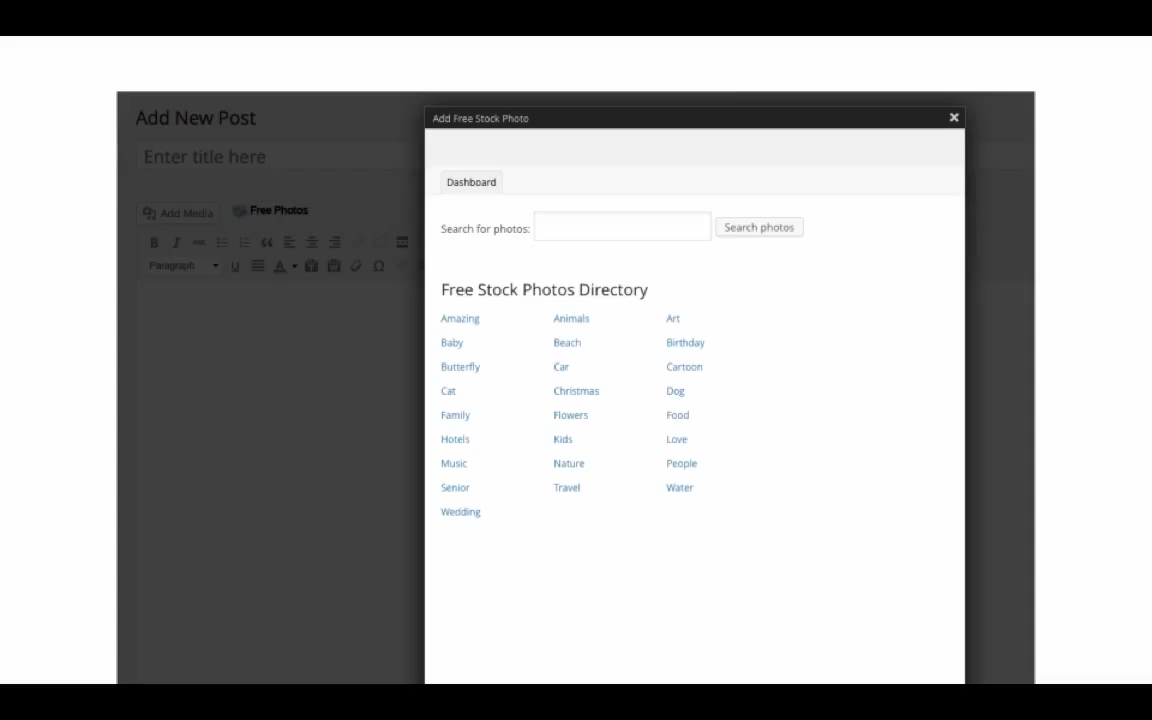 Add New Post
Add Free Stock Photo
Enter title here
Dashboard
Add Media
Free Photos
Search for photos:
Search photos
Paragraph
Free Stock Photos Directory
Amazing Animals Art
Baby Beach Birthday
Butterfly Car Cartoon
Cat Christmas Dog
Family Flowers Food
Hotels Kids Love
Music Nature People
Senior Travel Water
Wedding